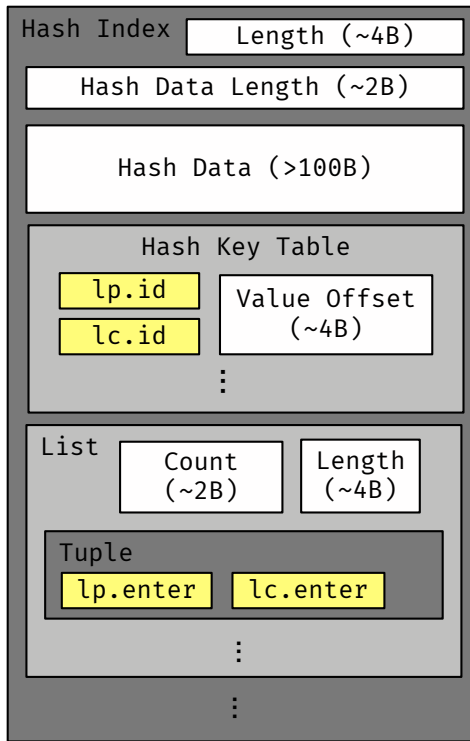 Hash Index
Length (~4B)
Hash Data Length (~2B)
Hash Data (>100B)
Hash Key Table
lp.id
lc.id
Value Offset
(~4B)
⋮
List
Count
(~2B)
Length
(~4B)
Tuple
lp.enter
lc.enter
⋮
⋮